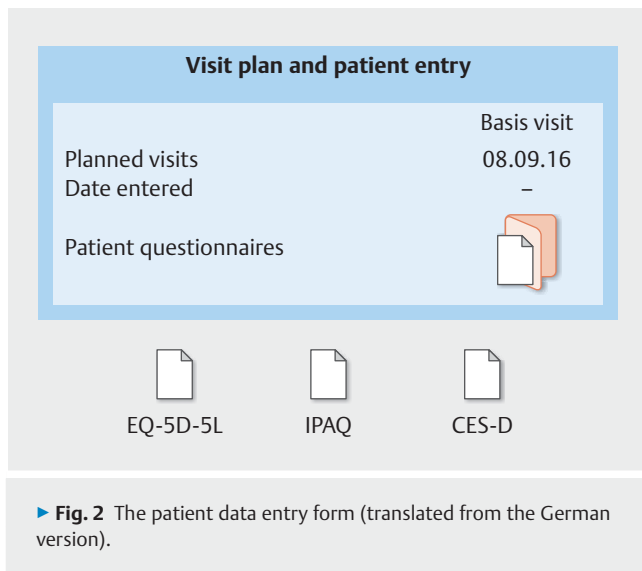 Visit plan and patient entry
Basis visit
Planned visits 08.09.16
Date entered –
Patient questionnaires
EQ-5D-5L IPAQ CES-D
▶ Fig. 2 The patient data entry form (translated from the German
version).